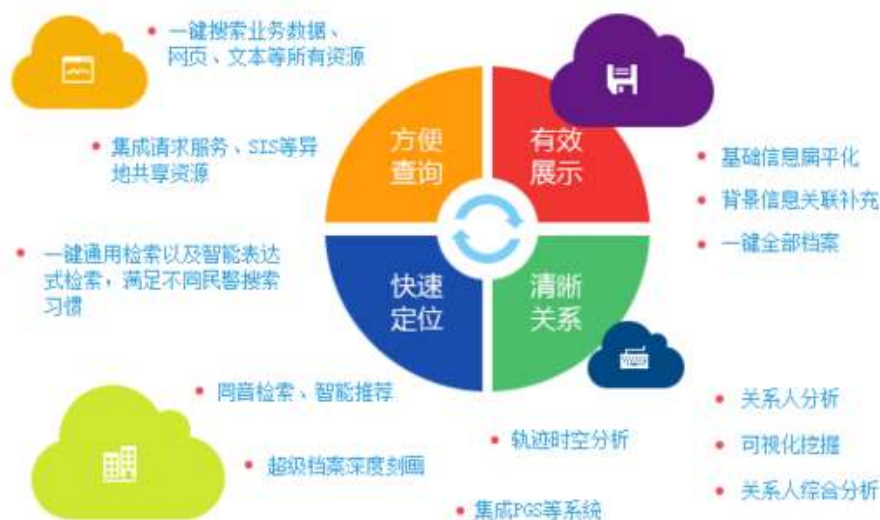 一键搜索业务数据、
网页、文本等所有资源
集成请求服务、SIS等异
地共享资源
一键通用检索以及智能表达
式检索，满足不同民警搜索
习惯
方便
查询
有效
展示
快速
定位
清晰
关系
基础信息扁平化
背景信息关联补充
一键全部档案
同音检索、智能推荐
超级档案深度刻画
轨迹时空分析
集成PGS等系统
关系人分析
可视化挖掘
关系人综合分析